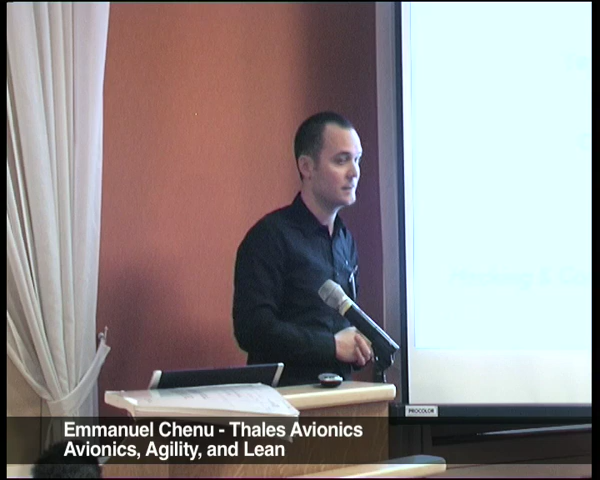 PROCOLOR
Emmanuel Chenu - Thales Avionics
Avionics, Agility, and Lean